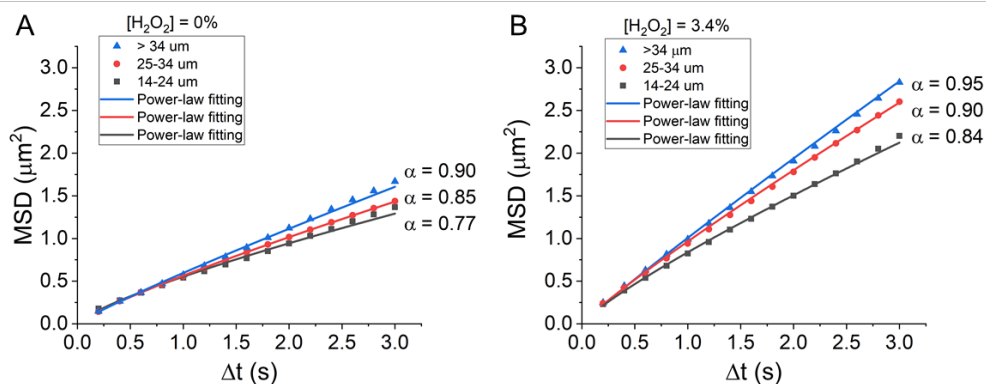 A
[H₂O₂] = 0%
> 34 um
25-34 um
14-24 um
Power-law fitting
Power-law fitting
Power-law fitting
MSD (μm²)
3.0
2.5
2.0
1.5
1.0
0.5
0.0
α = 0.90
α = 0.85
α = 0.77
0.0 0.5 1.0 1.5 2.0 2.5 3.0
Δt (s)
B
[H₂O₂] = 3.4%
>34 μm
25-34 um
14-24 um
Power-law fitting
Power-law fitting
Power-law fitting
MSD (μm²)
3.0
2.5
2.0
1.5
1.0
0.5
0.0
α = 0.95
α = 0.90
α = 0.84
0.0 0.5 1.0 1.5 2.0 2.5 3.0
Δt (s)